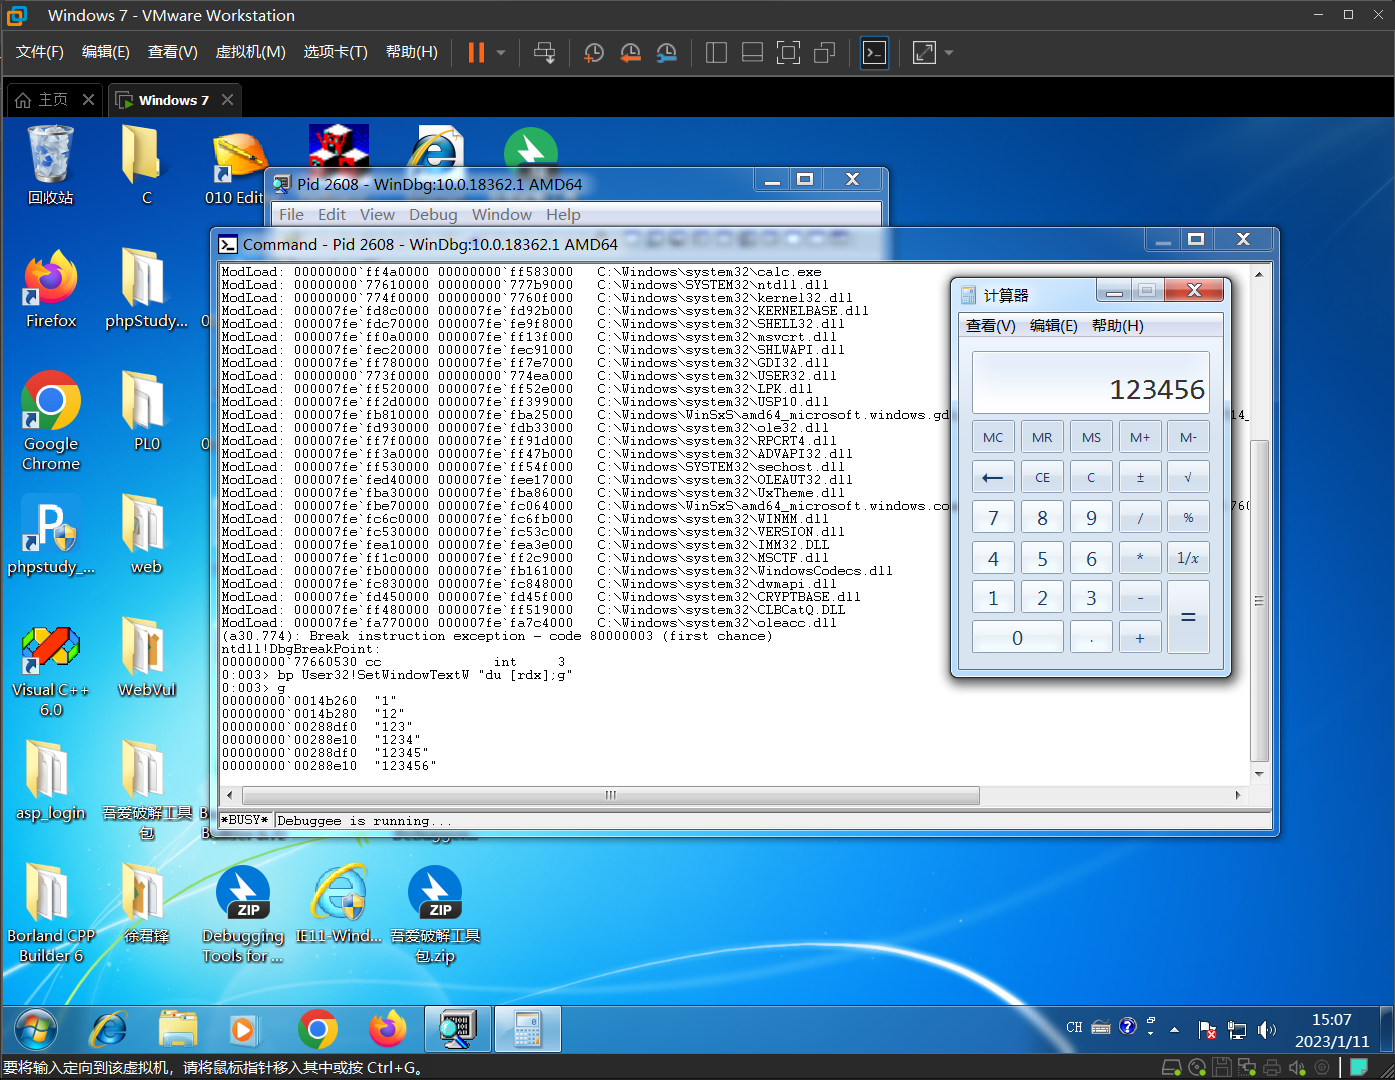 Windows 7 - VMware Workstation
文件(F) 编辑(E) 查看(V) 虚拟机(M) 选项卡(T) 帮助(H)
主页
Windows 7
回收站
C
010 Edit
Pid 2608 - WinDbg:10.0.18362.1 AMD64
File Edit View Debug Window Help
Command - Pid 2608 - WinDbg:10.0.18362.1 AMD64
ModLoad: 00000000`ff4a0000 00000000`ff583000 C:\Windows\system32\calc.exe
ModLoad: 00000000`77610000 00000000`777b9000 C:\Windows\SYSTEM32\ntdll.dll
ModLoad: 00000000`774f0000 00000000`7760f000 C:\Windows\system32\kernel32.dll
ModLoad: 000007fe`fd8c0000 000007fe`fd92b000 C:\Windows\system32\KERNELBASE.dll
ModLoad: 000007fe`fdc70000 000007fe`fe9f8000 C:\Windows\system32\SHELL32.dll
ModLoad: 000007fe`ff0a0000 000007fe`ff13f000 C:\Windows\system32\msvcrt.dll
ModLoad: 000007fe`fec20000 000007fe`fec91000 C:\Windows\system32\SHLWAPI.dll
ModLoad: 000007fe`ff780000 000007fe`ff7e7000 C:\Windows\system32\GDI32.dll
ModLoad: 00000000`773f0000 00000000`774ea000 C:\Windows\system32\USER32.dll
ModLoad: 000007fe`ff520000 000007fe`ff52e000 C:\Windows\system32\LPK.dll
ModLoad: 000007fe`ff2d0000 000007fe`ff399000 C:\Windows\system32\USP10.dll
ModLoad: 000007fe`fb810000 000007fe`fba25000 C:\Windows\WinSxS\amd64_microsoft.windows.gd 14_
ModLoad: 000007fe`fd930000 000007fe`fdb33000 C:\Windows\system32\ole32.dll
ModLoad: 000007fe`ff7f0000 000007fe`ff91d000 C:\Windows\system32\RPCRT4.dll
ModLoad: 000007fe`ff3a0000 000007fe`ff47b000 C:\Windows\system32\ADVAPI32.dll
ModLoad: 000007fe`ff530000 000007fe`ff54f000 C:\Windows\SYSTEM32\sechost.dll
ModLoad: 000007fe`fed40000 000007fe`fee17000 C:\Windows\system32\OLEAUT32.dll
ModLoad: 000007fe`fba30000 000007fe`fba86000 C:\Windows\system32\UxTheme.dll
ModLoad: 000007fe`fbe70000 000007fe`fc064000 C:\Windows\WinSxS\amd64_microsoft.windows.co 760
ModLoad: 000007fe`fc6c0000 000007fe`fc6fb000 C:\Windows\system32\WINMM.dll
ModLoad: 000007fe`fc530000 000007fe`fc53c000 C:\Windows\system32\VERSION.dll
ModLoad: 000007fe`fea10000 000007fe`fea3e000 C:\Windows\system32\IMM32.DLL
ModLoad: 000007fe`ff1c0000 000007fe`ff2c9000 C:\Windows\system32\MSCTF.dll
ModLoad: 000007fe`fb000000 000007fe`fb161000 C:\Windows\system32\WindowsCodecs.dll
ModLoad: 000007fe`fc830000 000007fe`fc848000 C:\Windows\system32\dwmapi.dll
ModLoad: 000007fe`fd450000 000007fe`fd45f000 C:\Windows\system32\CRYPTBASE.dll
ModLoad: 000007fe`ff480000 000007fe`ff519000 C:\Windows\system32\CLBCatQ.DLL
ModLoad: 000007fe`fa770000 000007fe`fa7c4000 C:\Windows\system32\oleacc.dll
(a30.774): Break instruction exception - code 80000003 (first chance)
ntdll!DbgBreakPoint:
00000000`77660530 cc int 3
0:003> bp User32!SetWindowTextW "du [rdx];g"
0:003> g
00000000`0014b260 "1"
00000000`0014b280 "12"
00000000`00288df0 "123"
00000000`00288e10 "1234"
00000000`00288df0 "12345"
00000000`00288e10 "123456"
*BUSY* Debuggee is running...
计算器
查看(V) 编辑(E) 帮助(H)
123456
MC MR MS M+ M-
← CE C ± √
7 8 9 / %
4 5 6 * 1/x
1 2 3 -
=
0 . +
Firefox
phpStudy...
Google Chrome
PL0
phpstudy_...
web
Visual C++ 6.0
WebVul
asp_login
吾爱破解工具包
Borland CPP Builder 6
徐君锋
Debugging Tools for ...
IE11-Wind...
吾爱破解工具包.zip
ZIP
ZIP
CH
15:07
2023/1/11
要将输入定向到该虚拟机，请将鼠标指针移入其中或按 Ctrl+G。